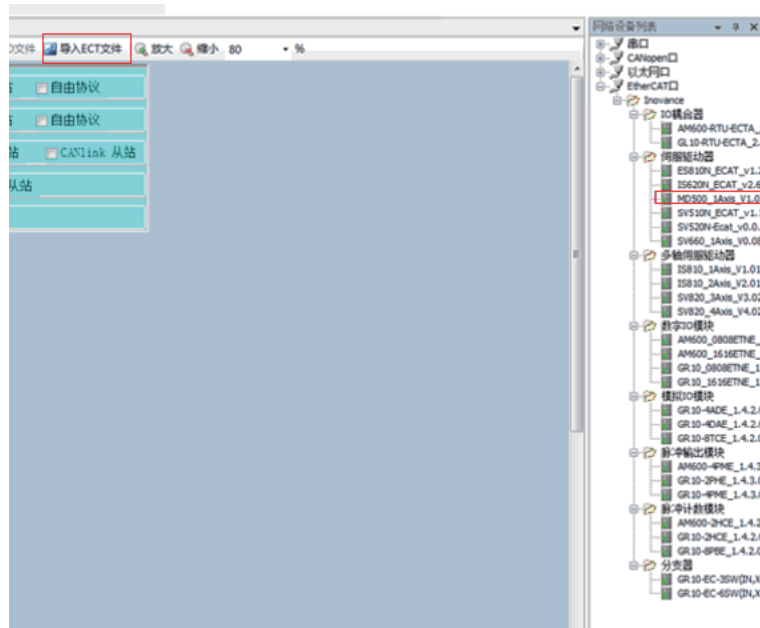 文件 导入ECT文件 放大 缩小 80 %
自由协议
自由协议
站 CANlink 从站
从站
网络设备列表
串口
CANopen口
以太网口
EtherCAT口
Inovance
IO耦合器
AM600-RTU-ECTA_
GL10-RTU-ECTA_2.
伺服驱动器
ES810N_ECAT_v1.2
IS620N_ECAT_v2.6
MD500_1Axis_V1.0
SV510N_ECAT_v1.
SV520N-Ecat_v0.0.
SV660_1Axis_V0.08
多轴伺服驱动器
IS810_1Axis_V1.01
IS810_2Axis_V2.01
SV820_3Axis_V3.02
SV820_4Axis_V4.02
数字IO模块
AM600_0808ETNE_
AM600_1616ETNE_
GR10_0808ETNE_1
GR10_1616ETNE_1
模拟IO模块
GR10-4ADE_1.4.2.
GR10-4DAE_1.4.2.
GR10-8TCE_1.4.2.
脉冲输出模块
AM600-4PME_1.4.3
GR10-2PHE_1.4.3.
GR10-4PME_1.4.3.
脉冲计数模块
AM600-2HCE_1.4.2
GR10-2HCE_1.4.2.
GR10-8PBE_1.4.2.
分支器
GR10-EC-3SW(IN,X
GR10-EC-6SW(IN,X